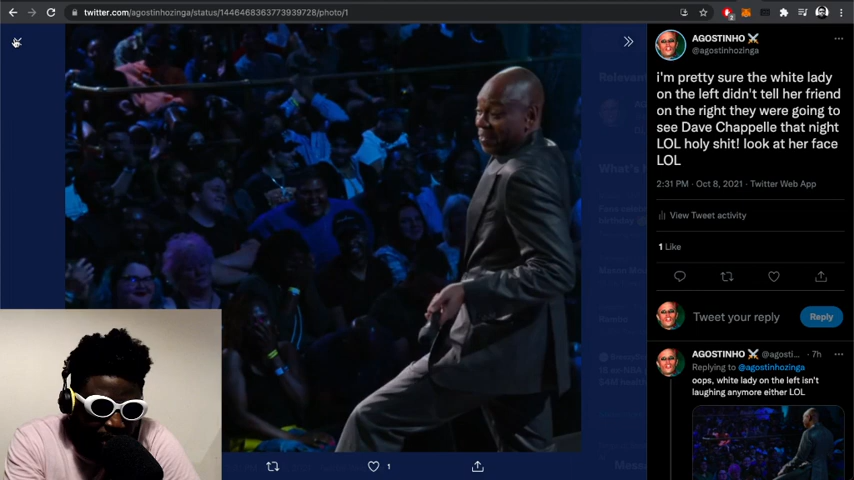 twitter.com/agostinhozinga/status/1446468363773939728/photo/1
AGOSTINHO
@agostinhozinga
i'm pretty sure the white lady
on the left didn't tell her friend
on the right they were going to
see Dave Chappelle that night
LOL holy shit! look at her face
LOL
2:31 PM · Oct 8, 2021 · Twitter Web App
View Tweet activity
1 Like
Tweet your reply
Reply
AGOSTINHO @agosti... · 7h
Replying to @agostinhozinga
oops, white lady on the left isn't
laughing anymore either LOL
1